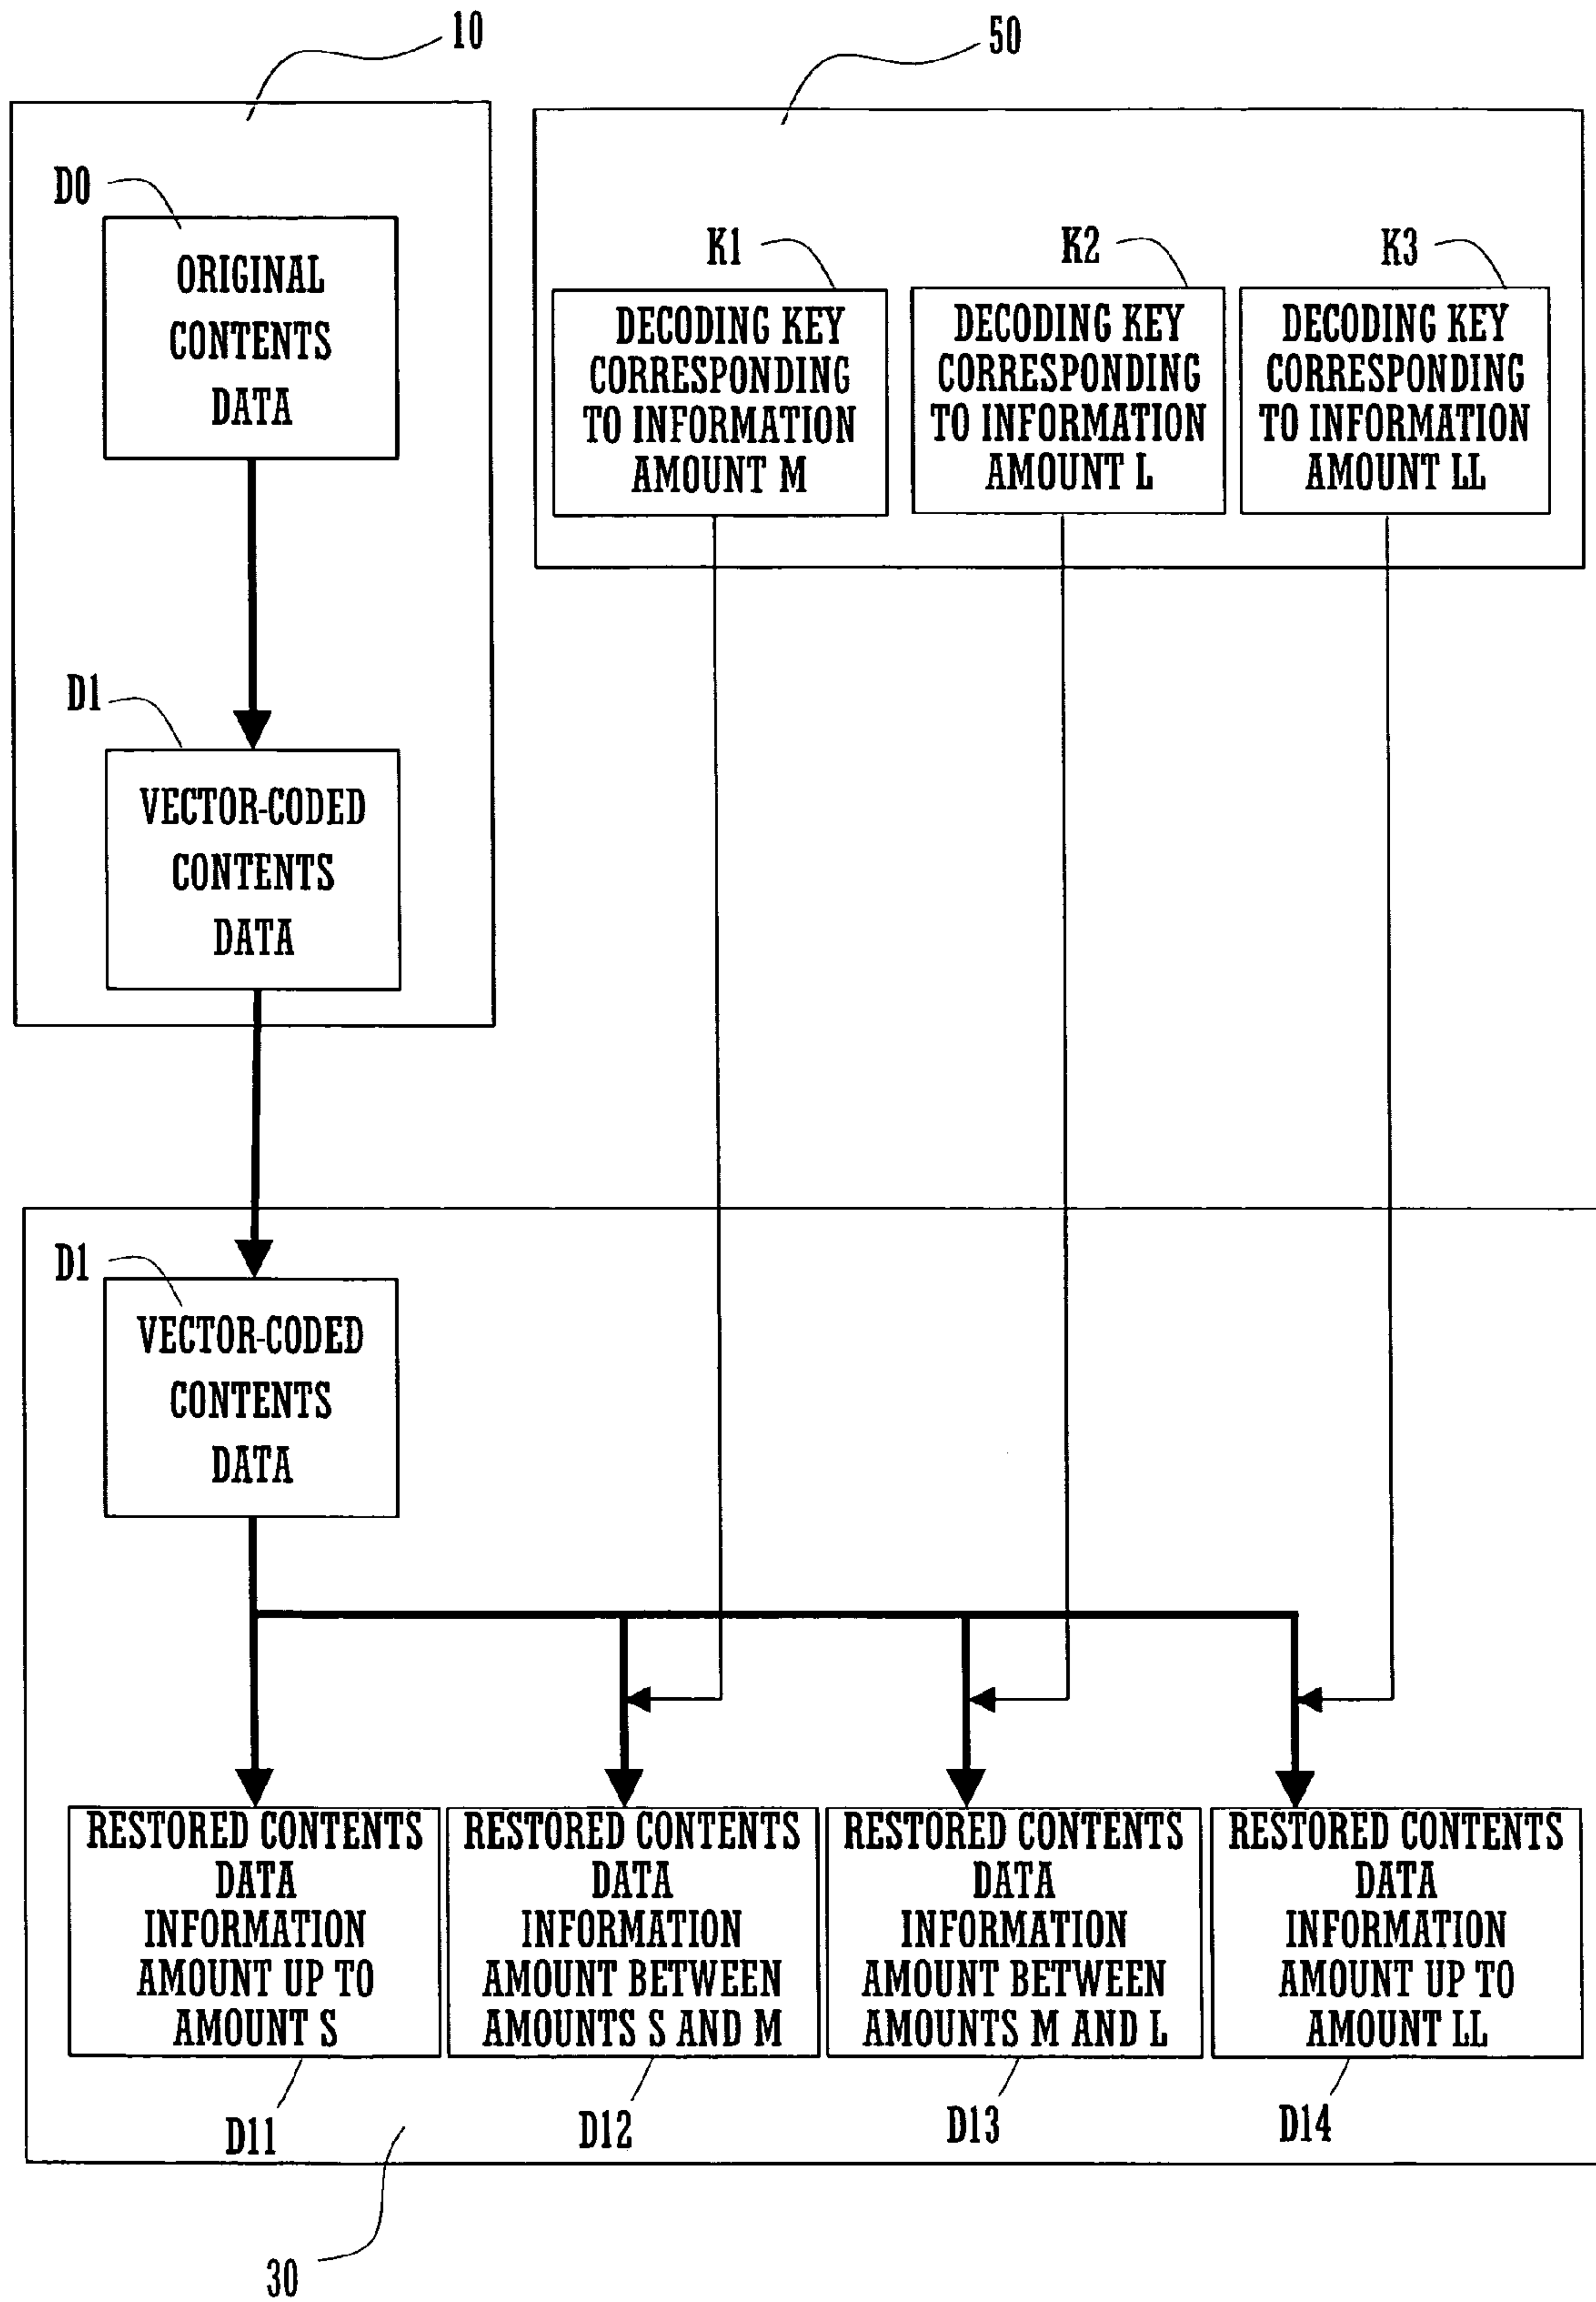 10
50
D0
ORIGINAL
CONTENTS
DATA
K1
K2
K3
DECODING KEY
CORRESPONDING
TO INFORMATION
AMOUNT M
DECODING KEY
CORRESPONDING
TO INFORMATION
AMOUNT L
DECODING KEY
CORRESPONDING
TO INFORMATION
AMOUNT LL
D1
VECTOR-CODED
CONTENTS
DATA
D1
VECTOR-CODED
CONTENTS
DATA
RESTORED CONTENTS
DATA
INFORMATION
AMOUNT UP TO
AMOUNT S
RESTORED CONTENTS
DATA
INFORMATION
AMOUNT BETWEEN
AMOUNTS S AND M
RESTORED CONTENTS
DATA
INFORMATION
AMOUNT BETWEEN
AMOUNTS M AND L
RESTORED CONTENTS
DATA
INFORMATION
AMOUNT UP TO
AMOUNT LL
D11
D12
D13
D14
30